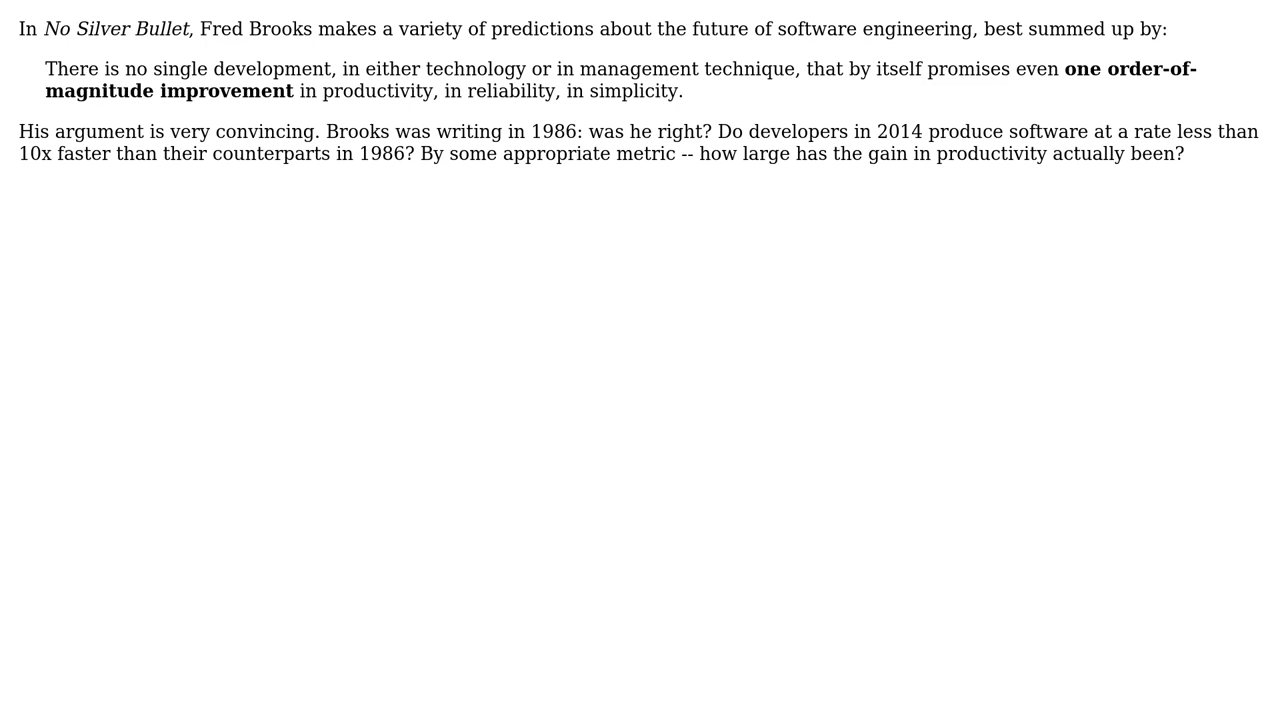 In No Silver Bullet, Fred Brooks makes a variety of predictions about the future of software engineering, best summed up by:
There is no single development, in either technology or in management technique, that by itself promises even one order-of-
magnitude improvement in productivity, in reliability, in simplicity.
His argument is very convincing. Brooks was writing in 1986: was he right? Do developers in 2014 produce software at a rate less than
10x faster than their counterparts in 1986? By some appropriate metric -- how large has the gain in productivity actually been?